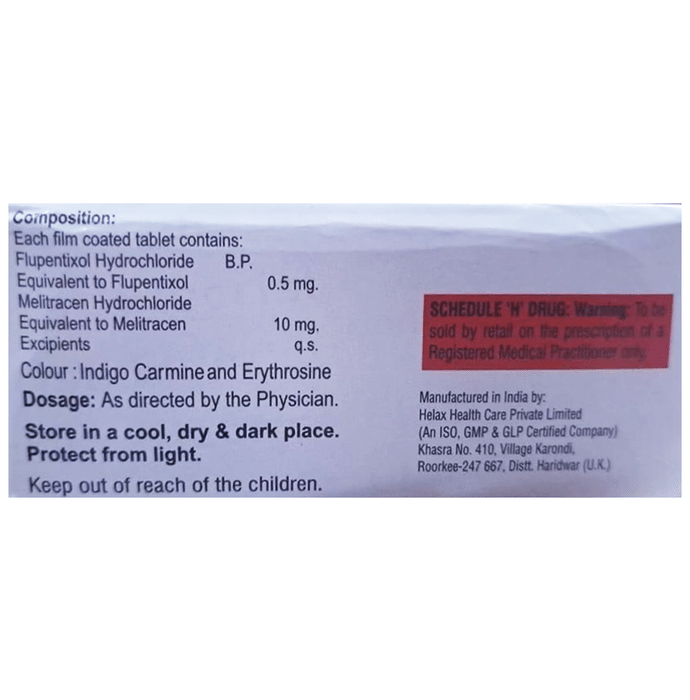 Composition:
Each film coated tablet contains:
Flupentixol Hydrochloride B.P.
Equivalent to Flupentixol 0.5 mg.
Melitracen Hydrochloride
Equivalent to Melitracen 10 mg.
Excipients q.s.
Colour : Indigo Carmine and Erythrosine
Dosage: As directed by the Physician.
Store in a cool, dry & dark place.
Protect from light.
Keep out of reach of the children.
SCHEDULE 'H' DRUG: Warning: To be
sold by retail on the prescription of a
Registered Medical Practitioner only.
Manufactured in India by:
Helax Health Care Private Limited
(An ISO, GMP & GLP Certified Company)
Khasra No. 410, Village Karondi,
Roorkee-247 667, Distt. Haridwar (U.K.)